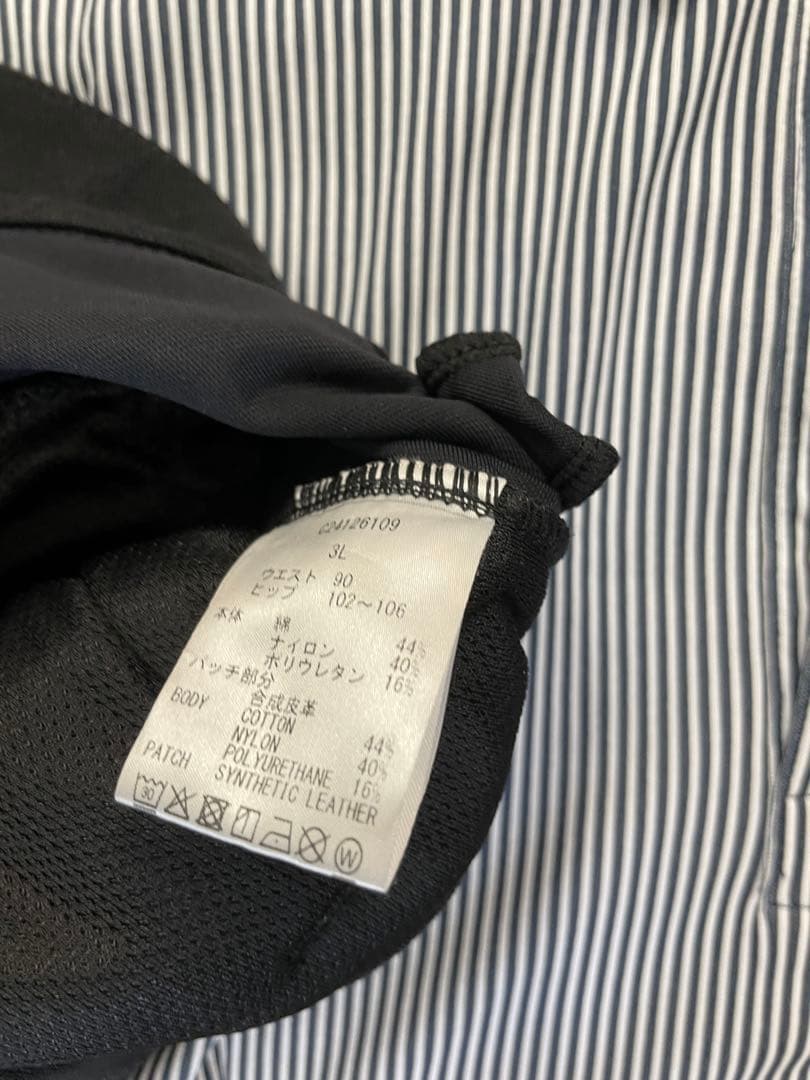 C24126109
3L
ウエスト 90
ヒップ 102～106
本体 綿 44%
ナイロン 40%
ポリウレタン 16%
パッチ部分
合成皮革
BODY COTTON 44%
NYLON 40%
POLYURETHANE 16%
PATCH SYNTHETIC LEATHER
30 W